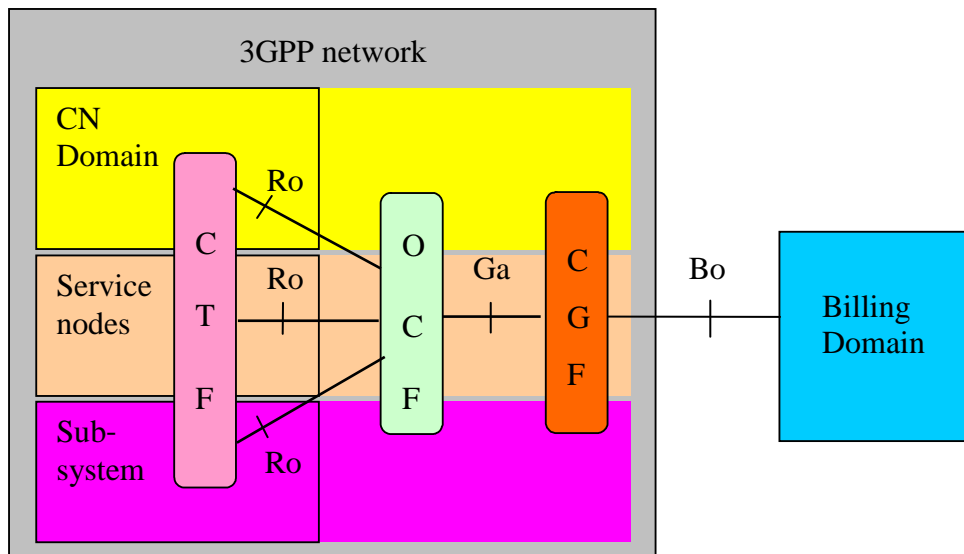 3GPP network
CN
Domain
Ro
C
T
F
Service
nodes
Ro
Sub-
system
Ro
O
C
F
Ga
C
G
F
Bo
Billing
Domain